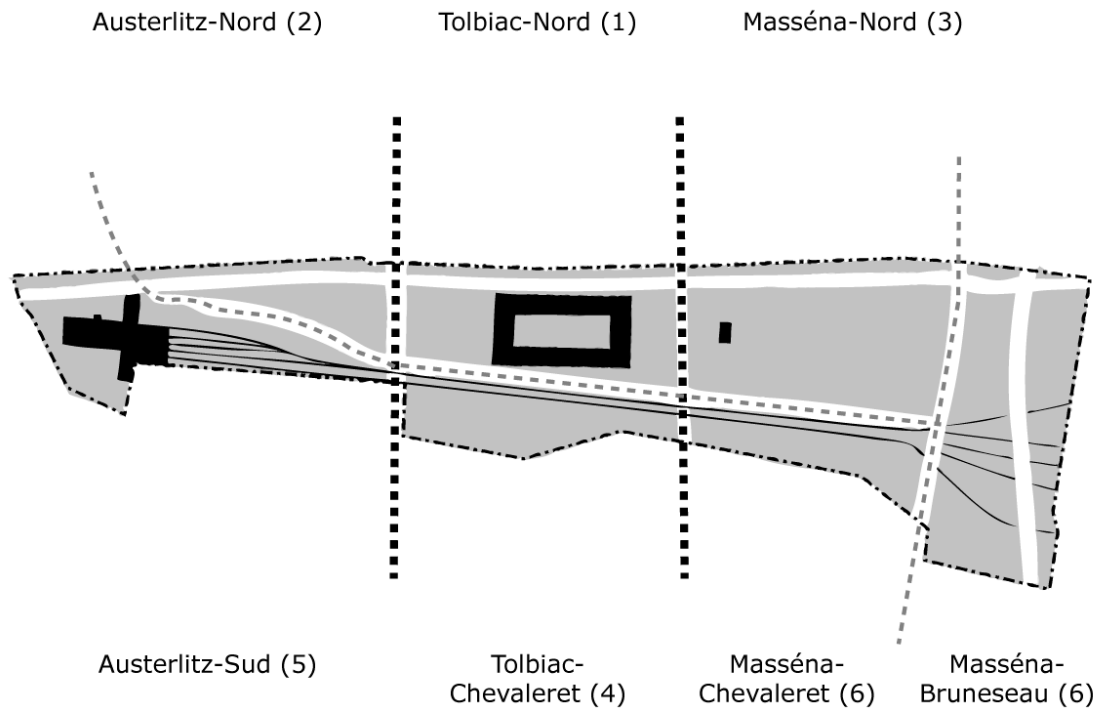 Austerlitz-Nord (2)
Tolbiac-Nord (1)
Masséna-Nord (3)
Austerlitz-Sud (5)
Tolbiac-
Chevaleret (4)
Masséna-
Chevaleret (6)
Masséna-
Bruneseau (6)